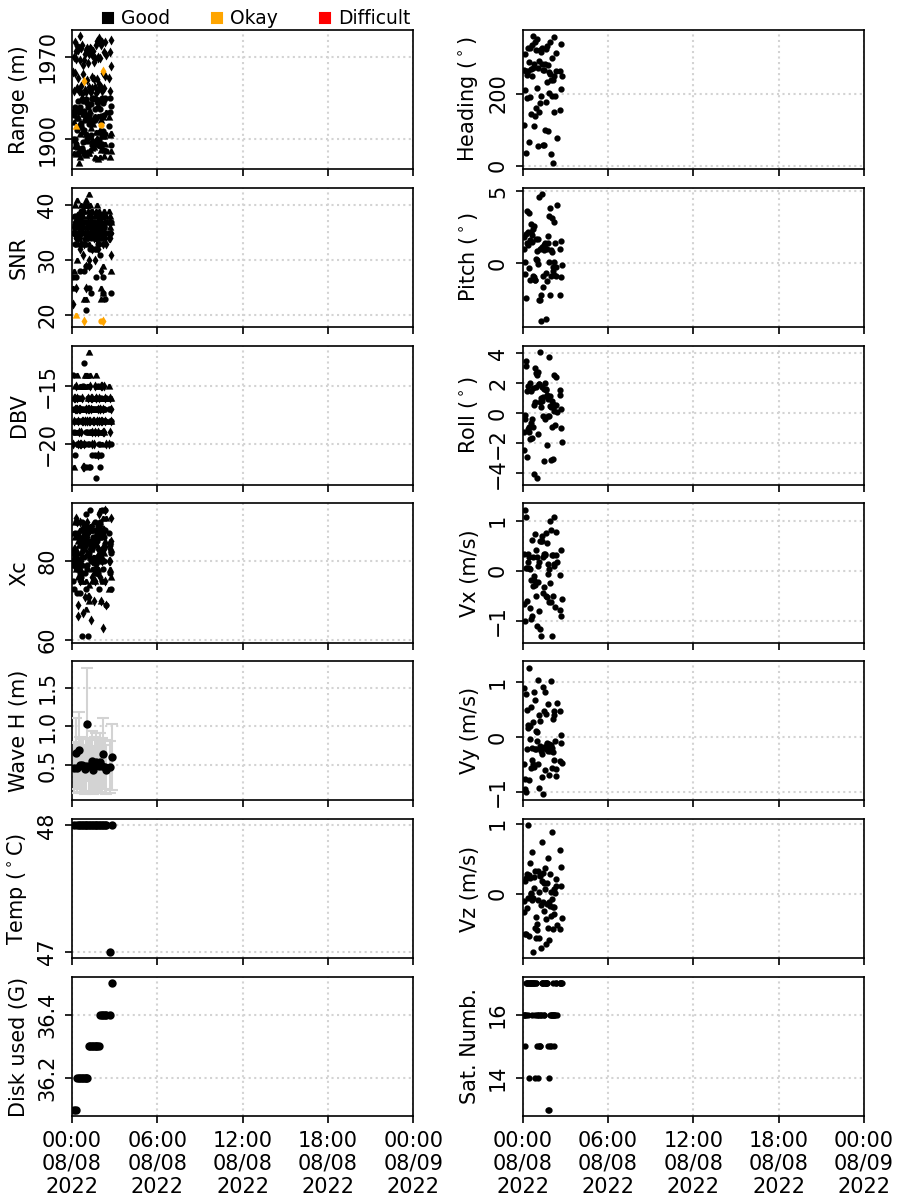 Good Okay Difficult
Range (m)
1970
1900
Heading (°)
200
0
SNR
40
30
20
Pitch (°)
5
0
DBV
−15
−20
Roll (°)
4
2
0
−2
−4
Xc
80
60
Vx (m/s)
1
0
−1
Wave H (m)
1.5
1.0
0.5
Vy (m/s)
1
0
−1
Temp (°C)
48
47
Vz (m/s)
1
0
Disk used (G)
36.4
36.2
Sat. Numb.
16
14
00:00 06:00 12:00 18:00 00:00
08/08 08/08 08/08 08/08 08/09
2022 2022 2022 2022 2022
00:00 06:00 12:00 18:00 00:00
08/08 08/08 08/08 08/08 08/09
2022 2022 2022 2022 2022